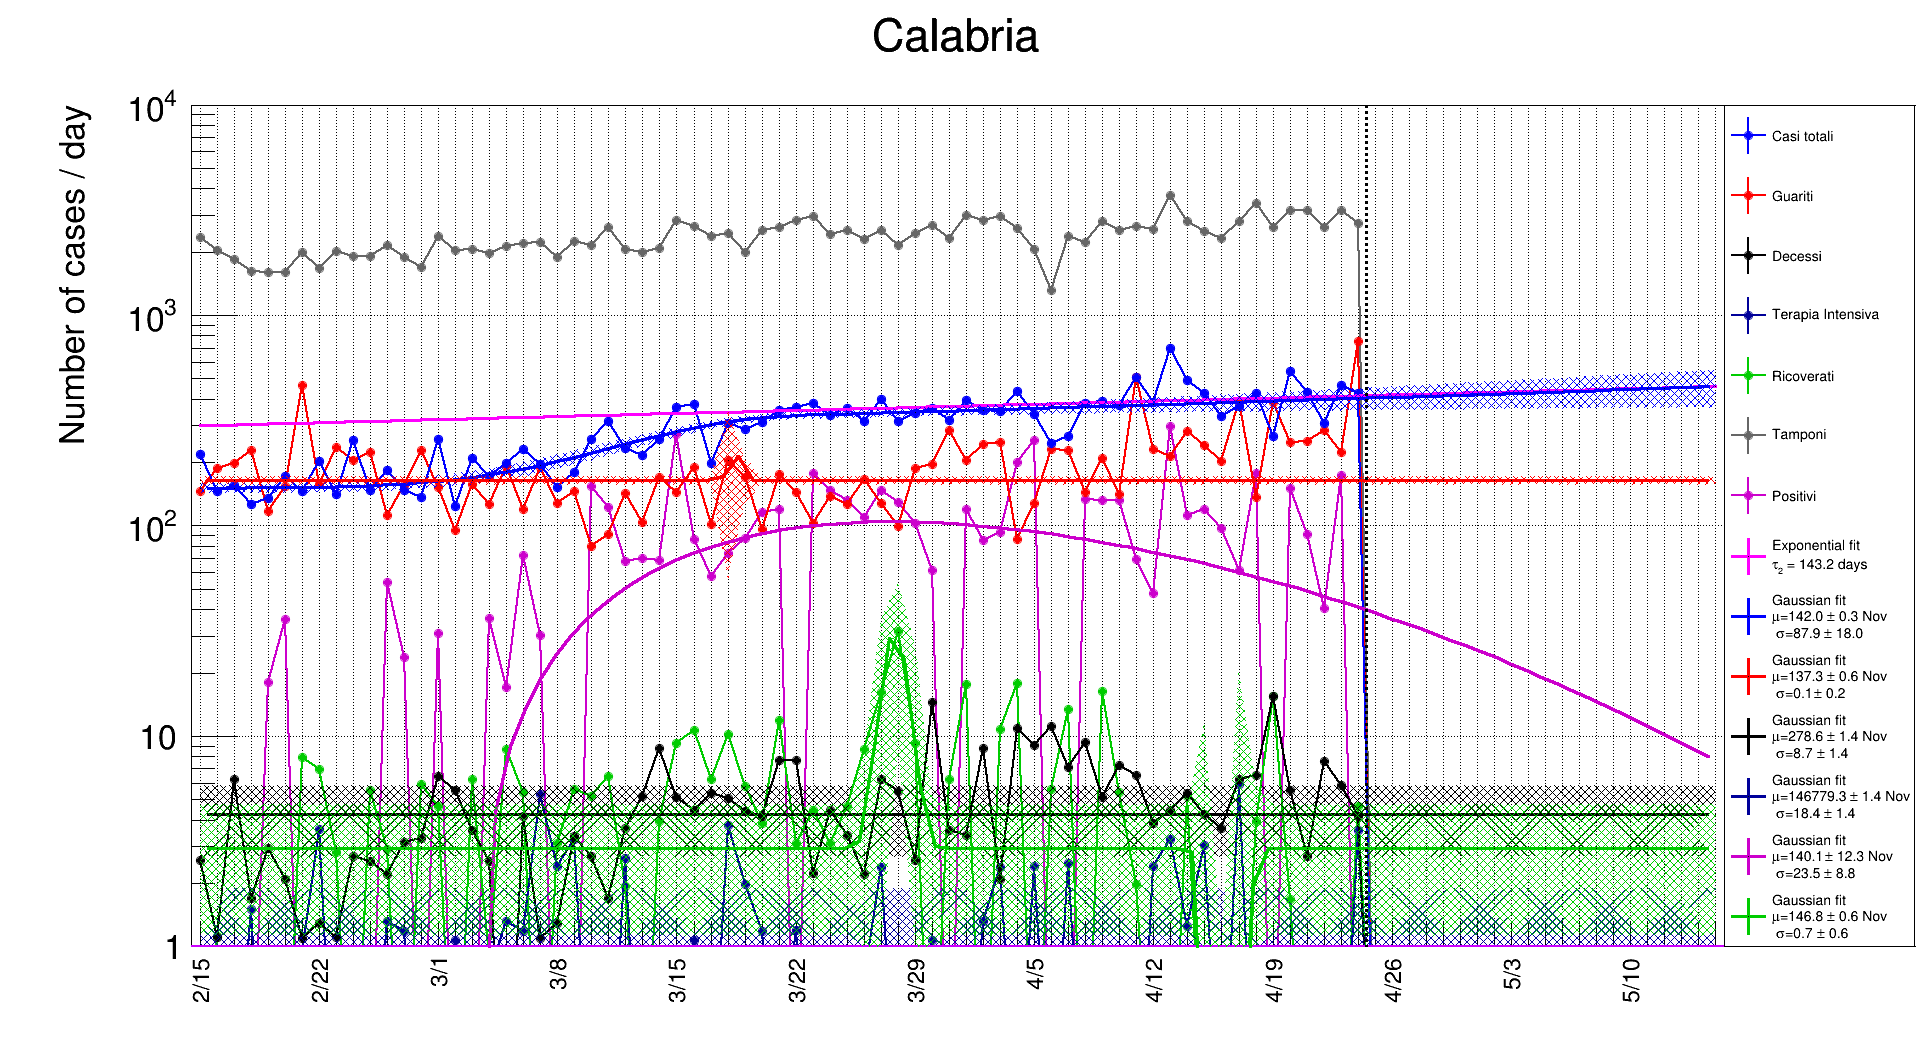 Calabria
Number of cases / day
10^4
10^3
10^2
10
1
2/15
2/22
3/1
3/8
3/15
3/22
3/29
4/5
4/12
4/19
4/26
5/3
5/10
Casi totali
Guariti
Decessi
Terapia Intensiva
Ricoverati
Tamponi
Positivi
Exponential fit
τ₂ = 143.2 days
Gaussian fit
μ=142.0 ± 0.3 Nov
σ=87.9 ± 18.0
Gaussian fit
μ=137.3 ± 0.6 Nov
σ=0.1 ± 0.2
Gaussian fit
μ=278.6 ± 1.4 Nov
σ=8.7 ± 1.4
Gaussian fit
μ=146779.3 ± 1.4 Nov
σ=18.4 ± 1.4
Gaussian fit
μ=140.1 ± 12.3 Nov
σ=23.5 ± 8.8
Gaussian fit
μ=146.8 ± 0.6 Nov
σ=0.7 ± 0.6